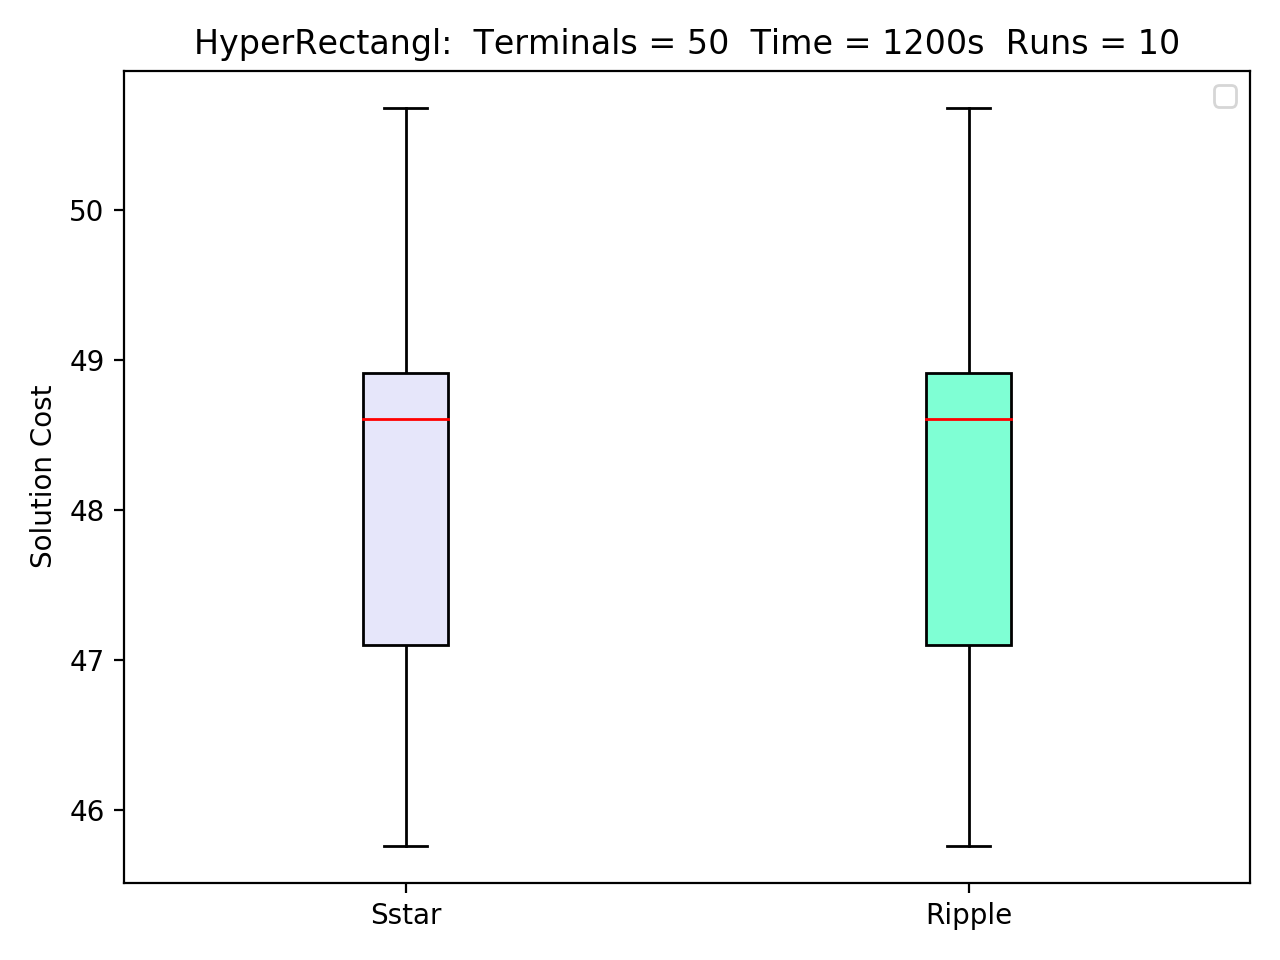 HyperRectangl: Terminals = 50 Time = 1200s Runs = 10
50
49
48
47
46
Solution Cost
Sstar
Ripple